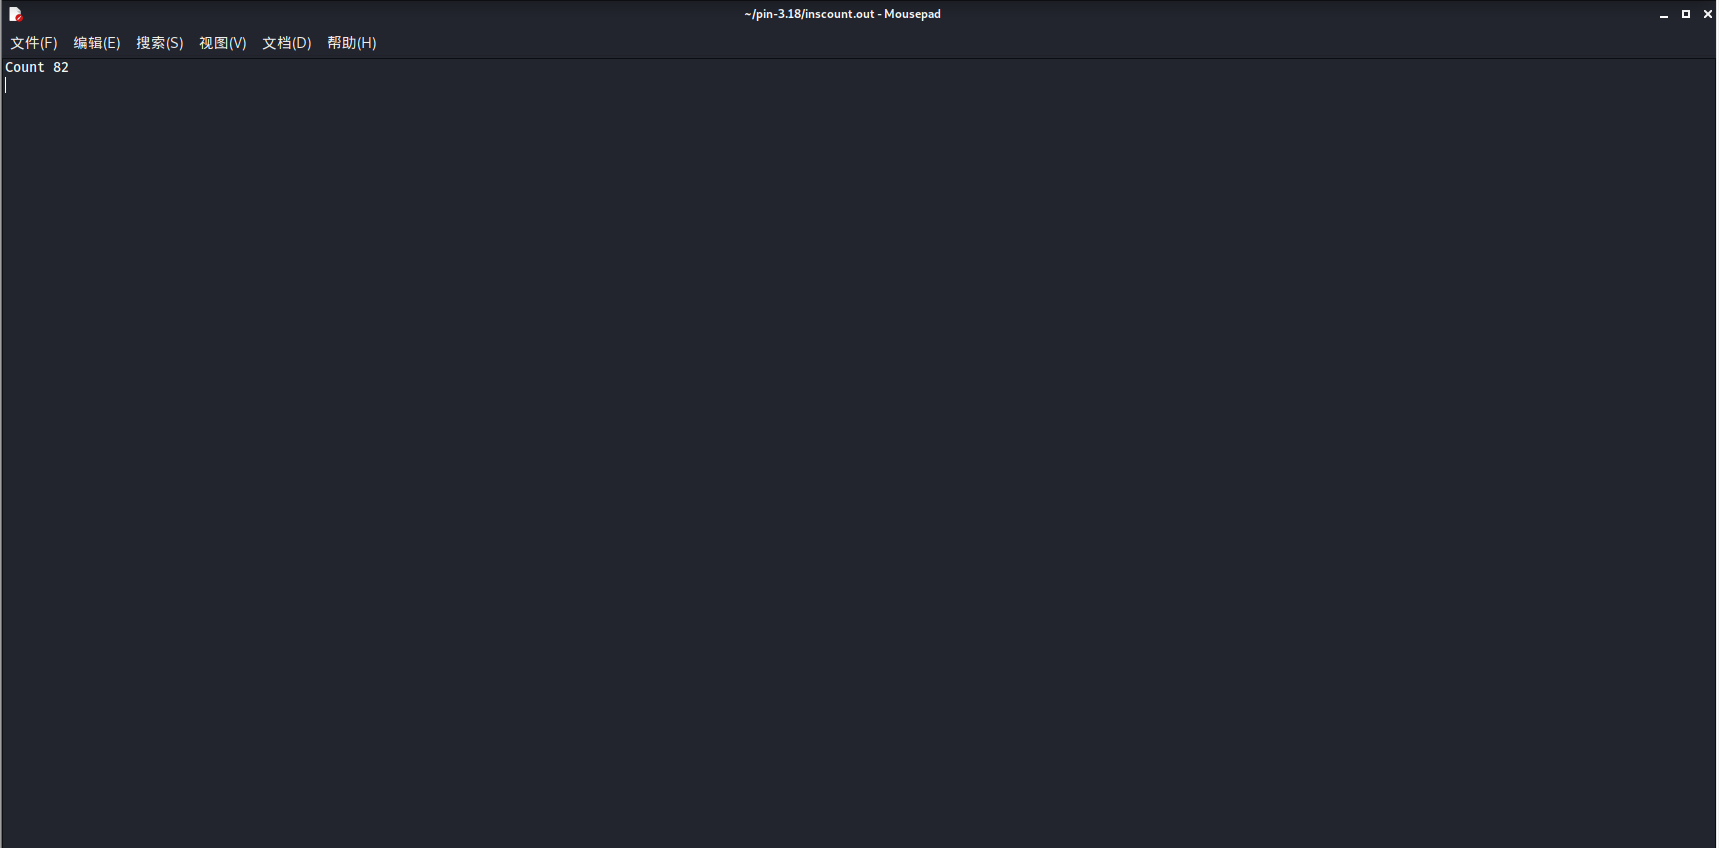 ~/pin-3.18/inscount.out - Mousepad
文件(F) 编辑(E) 搜索(S) 视图(V) 文档(D) 帮助(H)
Count 82